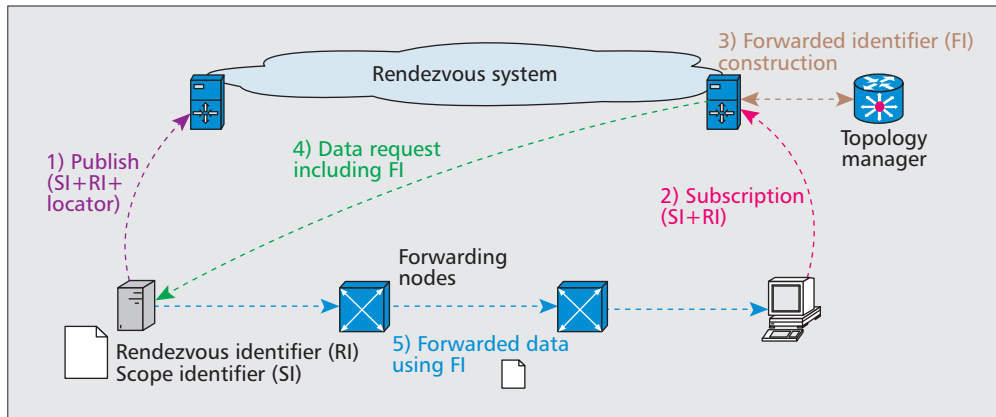 Rendezvous system
3) Forwarded identifier (FI)
construction
Topology
manager
1) Publish
(SI+RI+
locator)
4) Data request
including FI
2) Subscription
(SI+RI)
Forwarding
nodes
5) Forwarded data
using FI
Rendezvous identifier (RI)
Scope identifier (SI)